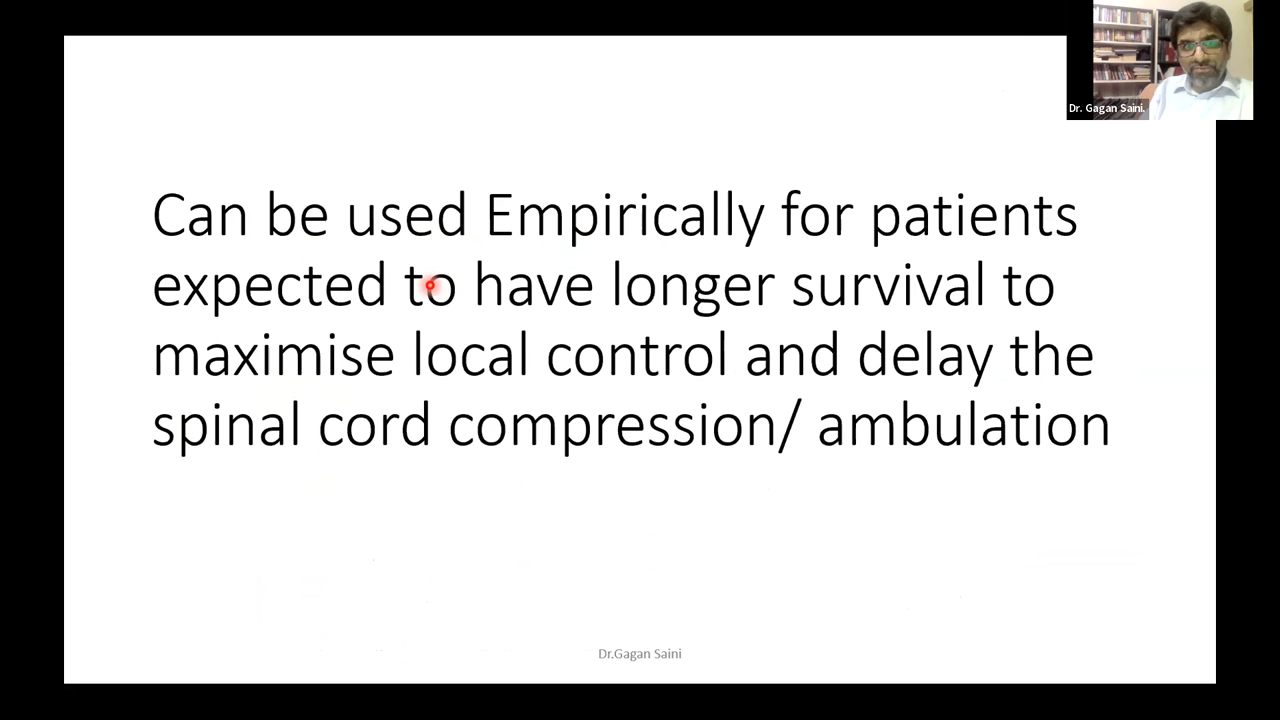 Dr. Gagan Saini.
Can be used Empirically for patients
expected to have longer survival to
maximise local control and delay the
spinal cord compression/ ambulation
Dr.Gagan Saini